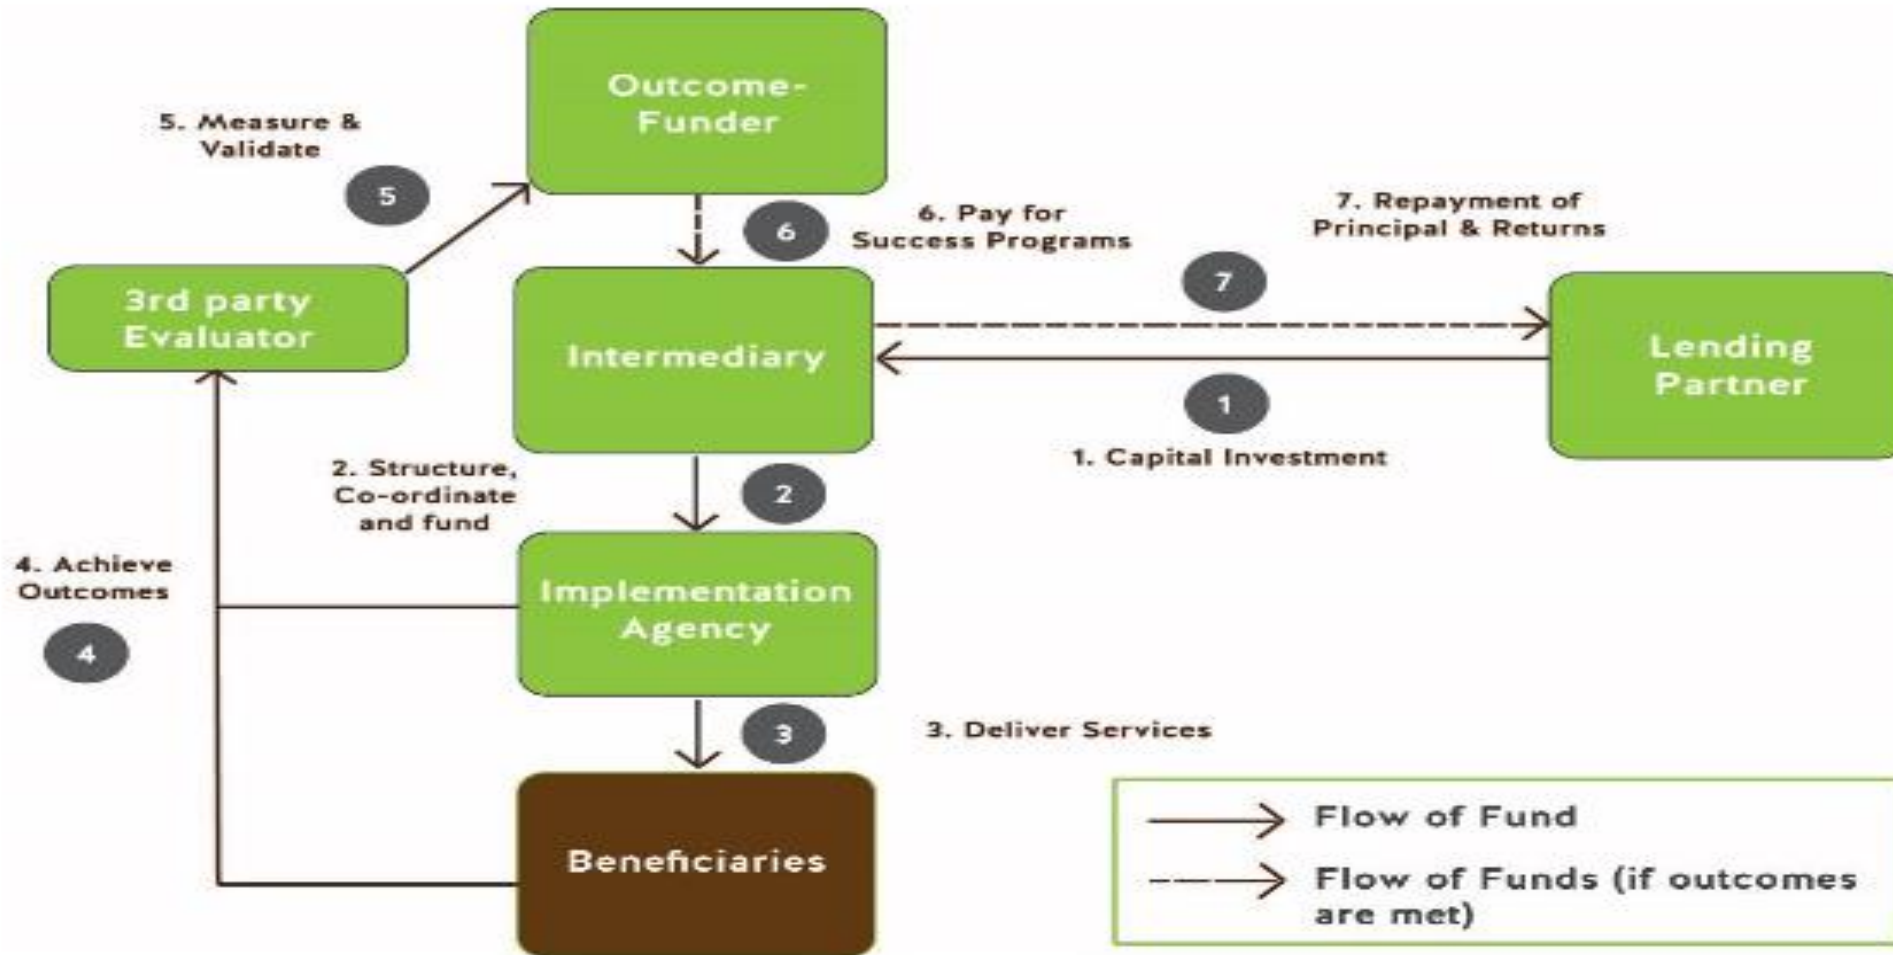 Outcome-
Funder
5. Measure &
Validate
5
6
6. Pay for
Success Programs
7. Repayment of
Principal & Returns
7
3rd party
Evaluator
Intermediary
Lending
Partner
1
1. Capital Investment
2. Structure,
Co-ordinate
and fund
2
4. Achieve
Outcomes
4
Implementation
Agency
3
3. Deliver Services
Beneficiaries
Flow of Fund
Flow of Funds (if outcomes
are met)